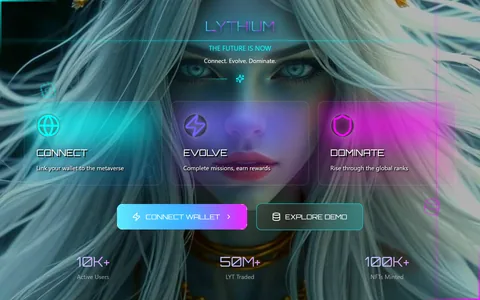 LYTHIUM
THE FUTURE IS NOW
Connect. Evolve. Dominate.
CONNECT
Link your wallet to the metaverse
EVOLVE
Complete missions, earn rewards
DOMINATE
Rise through the global ranks
CONNECT WALLET
EXPLORE DEMO
10K+
Active Users
50M+
LYT Traded
100K+
NFTs Minted